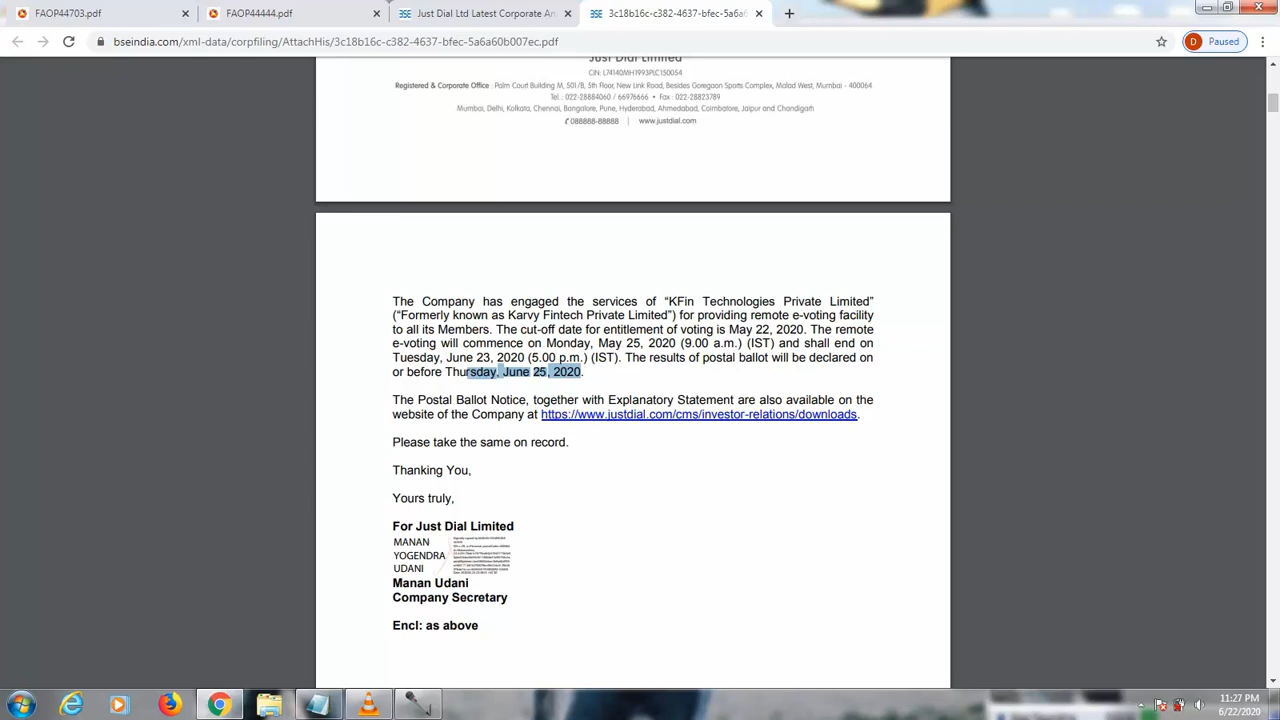 FAOP44703.pdf
FAOP44444.pdf
Just Dial Ltd Latest Corporate An
3c18b16c-c382-4637-bfec-5a6a6
bseindia.com/xml-data/corpfiling/AttachHis/3c18b16c-c382-4637-bfec-5a6a60b007ec.pdf
D Paused
Just Dial Limited
CIN: L74140MH1993PLC150054
Registered & Corporate Office : Palm Court Building M, 501/B, 5th Floor, New Link Road, Besides Goregaon Sports Complex, Malad West, Mumbai - 400064
Tel. : 022-28884060 / 66976666 • Fax : 022-28823789
Mumbai, Delhi, Kolkata, Chennai, Bangalore, Pune, Hyderabad, Ahmedabad, Coimbatore, Jaipur and Chandigarh
088888-88888 | www.justdial.com
The Company has engaged the services of “KFin Technologies Private Limited”
(“Formerly known as Karvy Fintech Private Limited”) for providing remote e-voting facility
to all its Members. The cut-off date for entitlement of voting is May 22, 2020. The remote
e-voting will commence on Monday, May 25, 2020 (9.00 a.m.) (IST) and shall end on
Tuesday, June 23, 2020 (5.00 p.m.) (IST). The results of postal ballot will be declared on
or before Thursday, June 25, 2020.
The Postal Ballot Notice, together with Explanatory Statement are also available on the
website of the Company at https://www.justdial.com/cms/investor-relations/downloads.
Please take the same on record.
Thanking You,
Yours truly,
For Just Dial Limited
MANAN
YOGENDRA
UDANI
Manan Udani
Company Secretary
Encl: as above
11:27 PM
6/22/2020